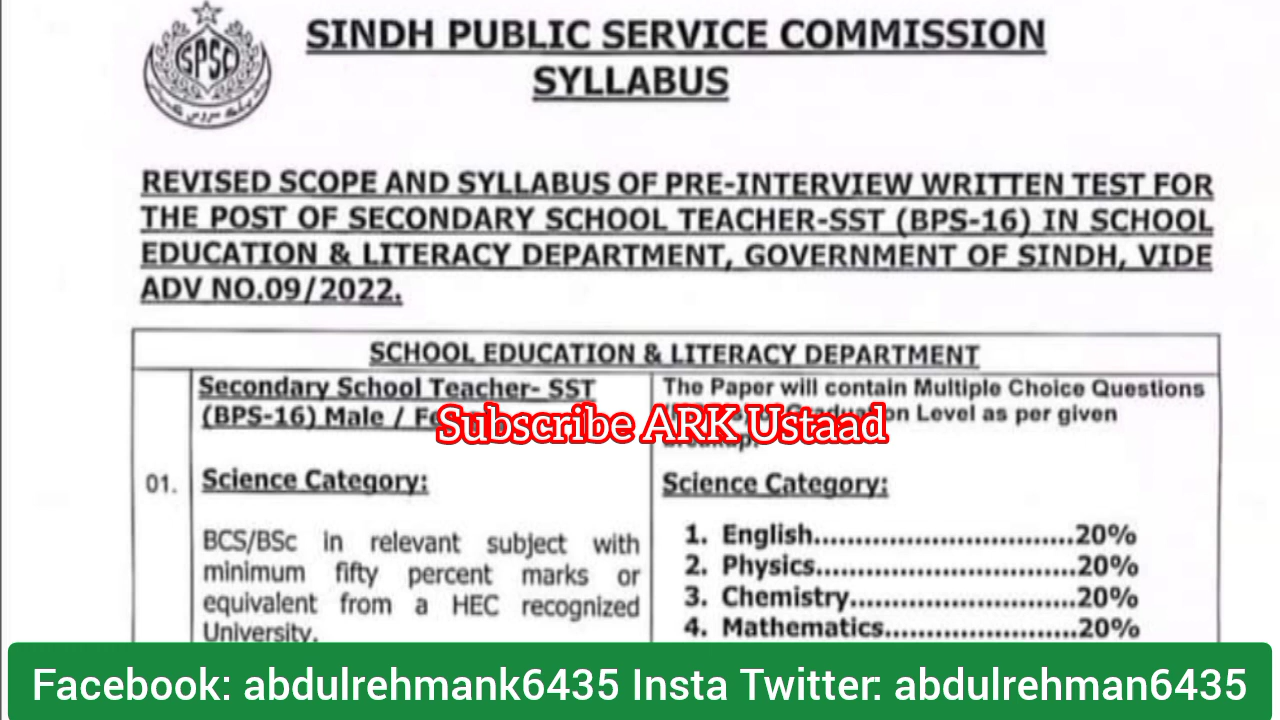 SPSC
SINDH PUBLIC SERVICE COMMISSION
SYLLABUS
REVISED SCOPE AND SYLLABUS OF PRE-INTERVIEW WRITTEN TEST FOR
THE POST OF SECONDARY SCHOOL TEACHER-SST (BPS-16) IN SCHOOL
EDUCATION & LITERACY DEPARTMENT, GOVERNMENT OF SINDH, VIDE
ADV NO.09/2022.
SCHOOL EDUCATION & LITERACY DEPARTMENT
01.
Secondary School Teacher- SST
(BPS-16) Male /
Science Category:
BCS/BSc in relevant subject with
minimum fifty percent marks or
equivalent from a HEC recognized
University.
The Paper will contain Multiple Choice Questions
Level as per given
Science Category:
1. English..............................20%
2. Physics..............................20%
3. Chemistry..........................20%
4. Mathematics......................20%
Subscribe ARK Ustaad
Facebook: abdulrehmank6435 Insta Twitter: abdulrehman6435